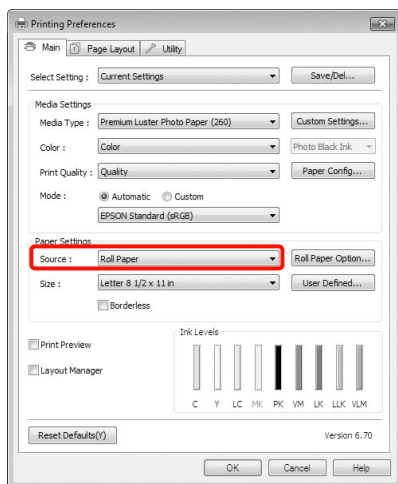 Printing Preferences
Main Page Layout Utility
Select Setting : Current Settings Save/Del...
Media Settings
Media Type : Premium Luster Photo Paper (260) Custom Settings...
Color : Color Photo Black Ink
Print Quality : Quality Paper Config...
Mode : Automatic Custom
EPSON Standard (sRGB)
Paper Settings
Source : Roll Paper Roll Paper Option...
Size : Letter 8 1/2 x 11 in User Defined...
Borderless
Ink Levels
Print Preview
Layout Manager
C Y LC MK PK VM LK LLK VLM
Reset Defaults(Y) Version 6.70
OK Cancel Help